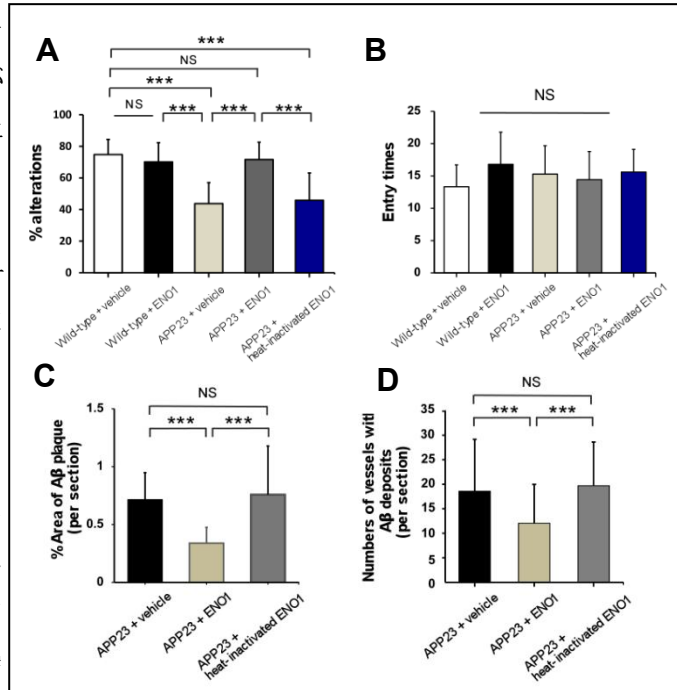 A
***
NS
***
NS
***
***
***
% alterations
100
80
60
40
20
0
Wild-type + vehicle
Wild-type + ENO1
APP23 + vehicle
APP23 + ENO1
APP23 +
heat-inactivated ENO1
B
NS
Entry times
25
20
15
10
5
0
Wild-type + vehicle
Wild-type + ENO1
APP23 + vehicle
APP23 + ENO1
APP23 +
heat-inactivated ENO1
C
NS
***
***
%Area of Aβ plaque
(per section)
1.5
1
0.5
0
APP23 + vehicle
APP23 + ENO1
APP23 +
heat-inactivated ENO1
D
NS
***
***
Numbers of vessels witl
Aβ deposits
(per section)
35
30
25
20
15
10
5
0
APP23 + vehicle
APP23 + ENO1
APP23 +
heat-inactivated ENO1